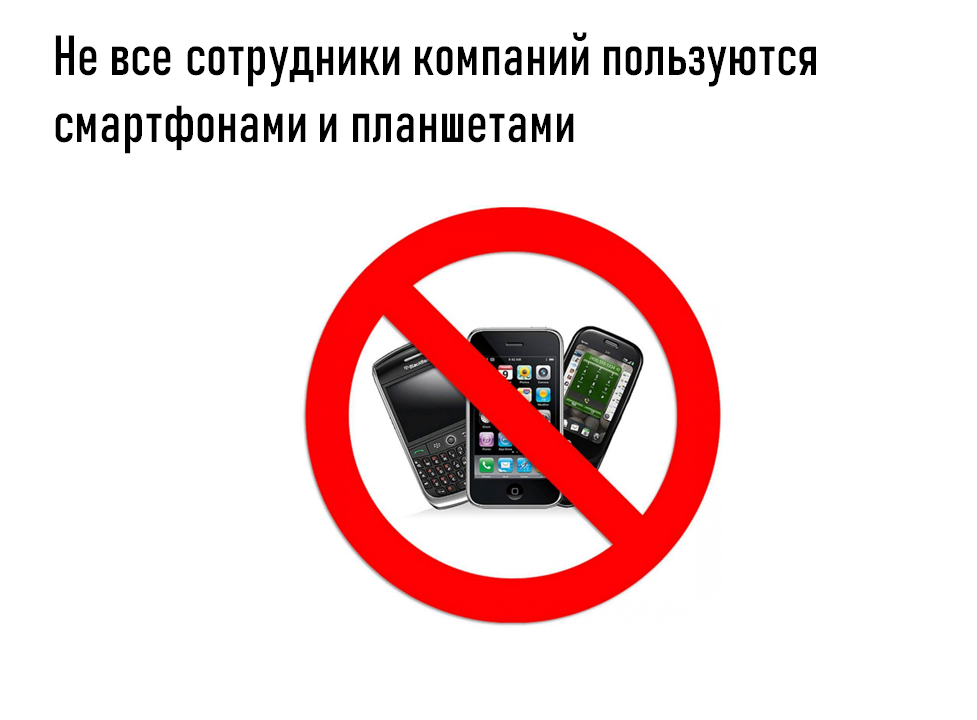 Не все сотрудники компаний пользуются
смартфонами и планшетами